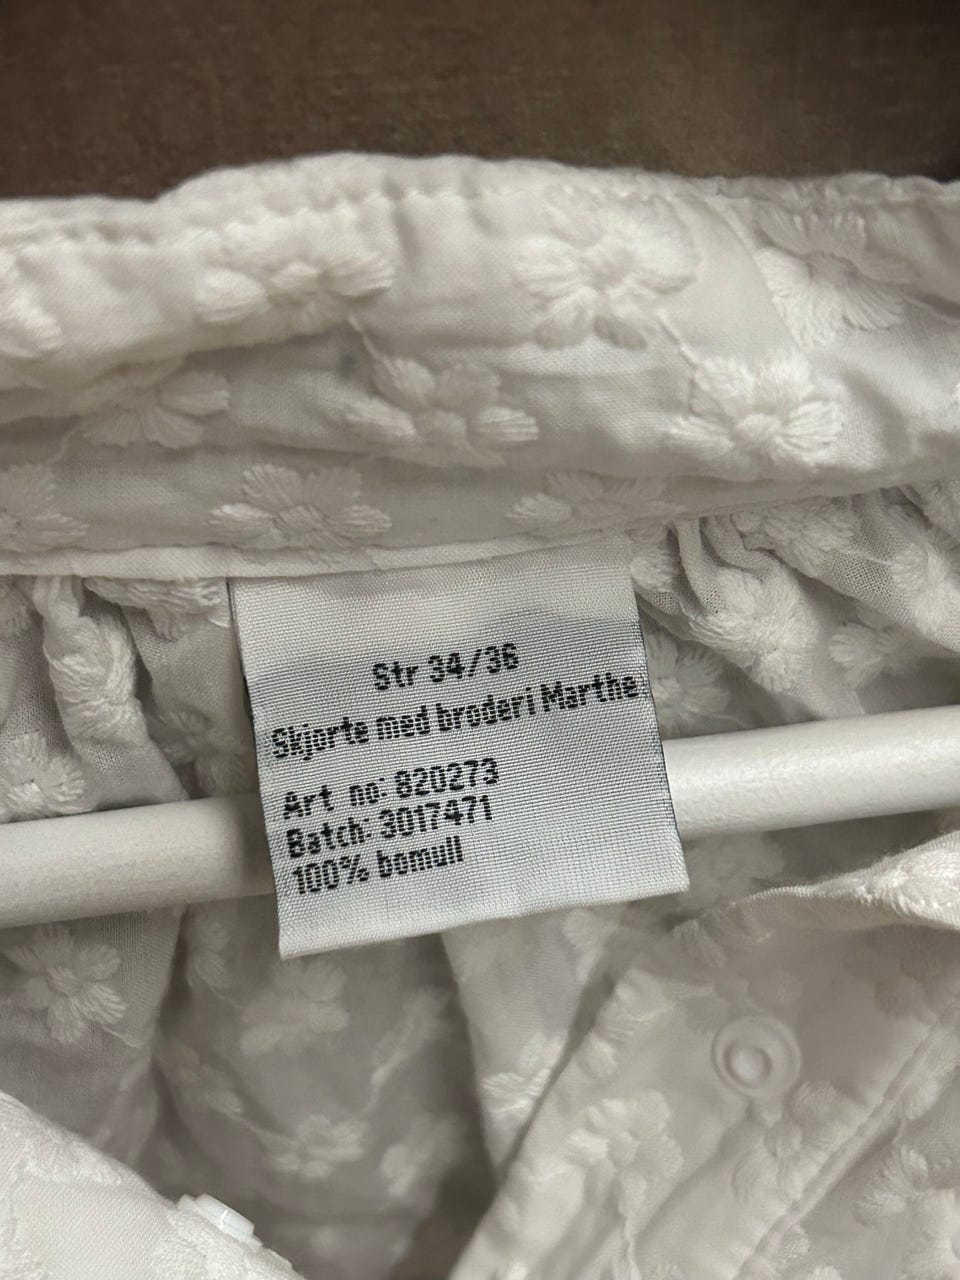 Str 34/36
Skjorte med broderi Marthe
Art no: 820273
Batch: 3017471
100% bomull